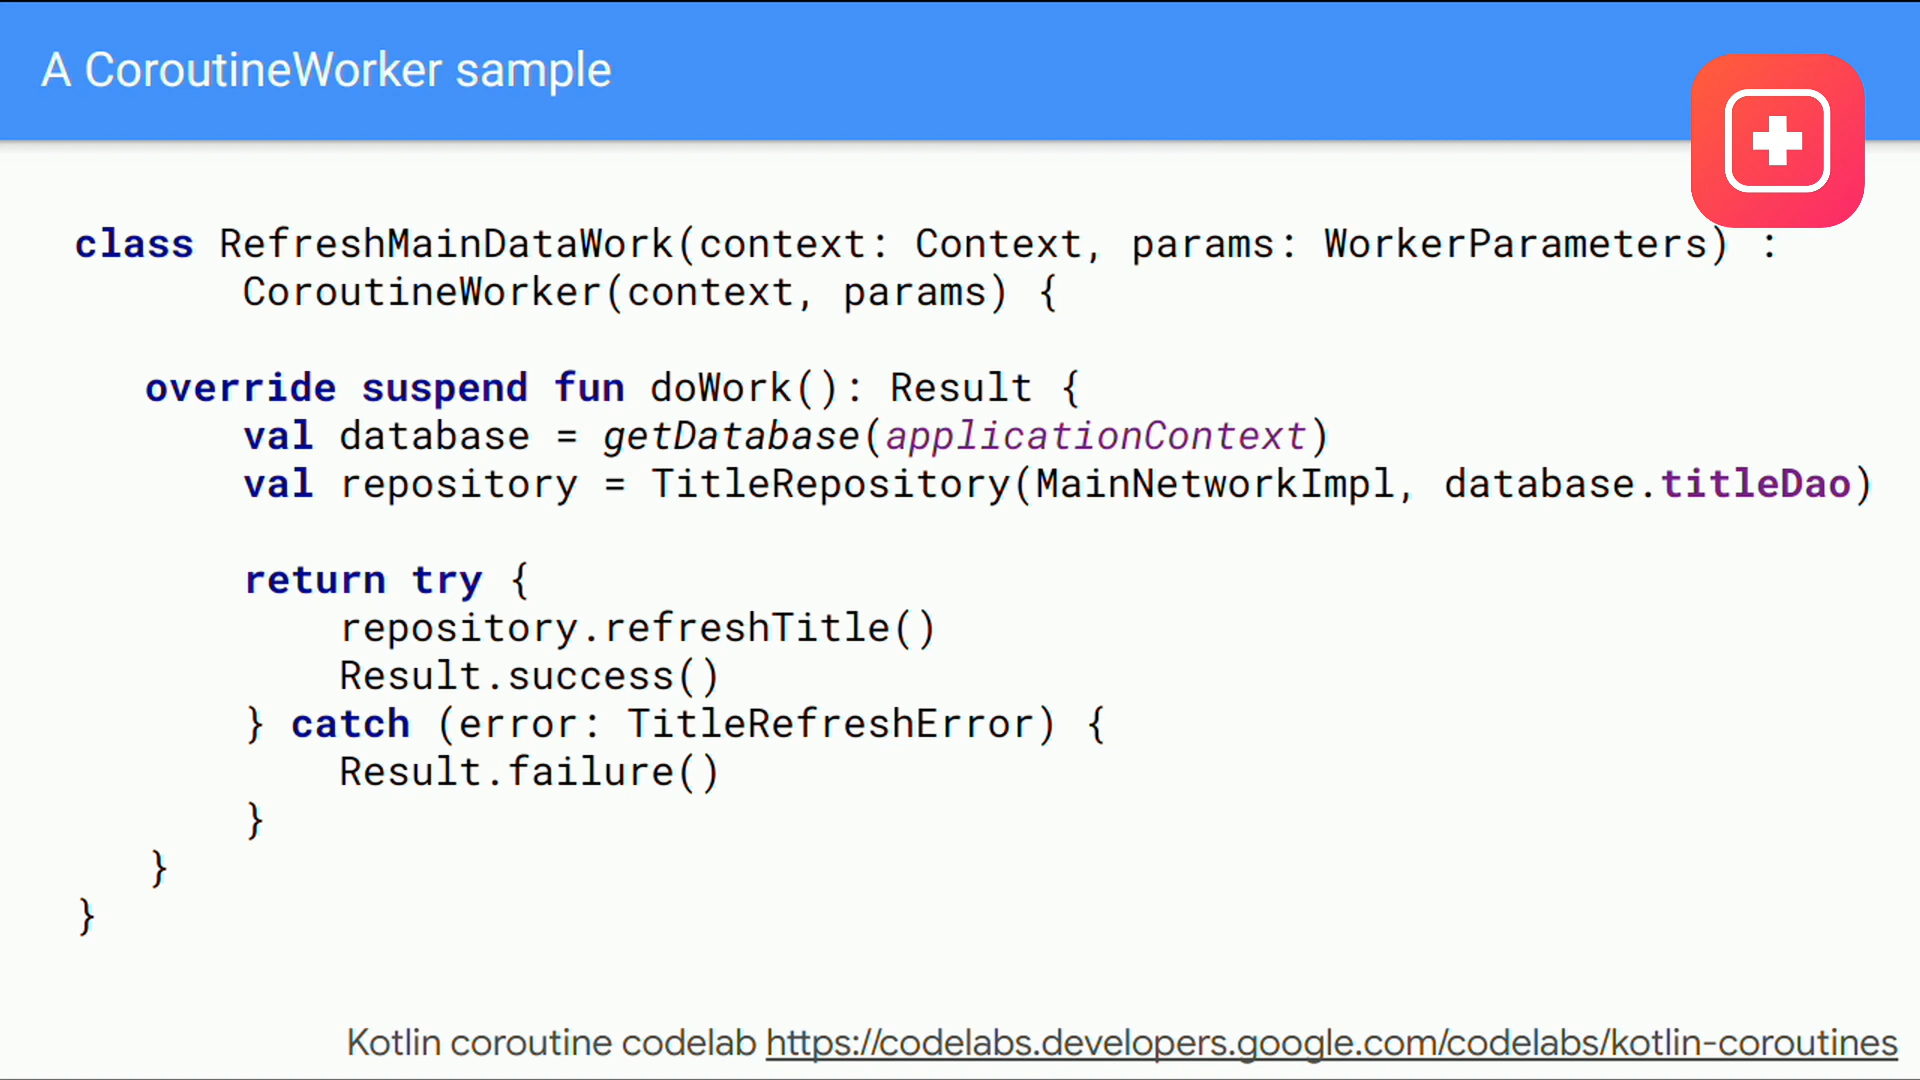 A CoroutineWorker sample
class RefreshMainDataWork(context: Context, params: WorkerParameters) :
CoroutineWorker(context, params) {
override suspend fun doWork(): Result {
val database = getDatabase(applicationContext)
val repository = TitleRepository(MainNetworkImpl, database.titleDao)
return try {
repository.refreshTitle()
Result.success()
} catch (error: TitleRefreshError) {
Result.failure()
}
}
}
Kotlin coroutine codelab https://codelabs.developers.google.com/codelabs/kotlin-coroutines